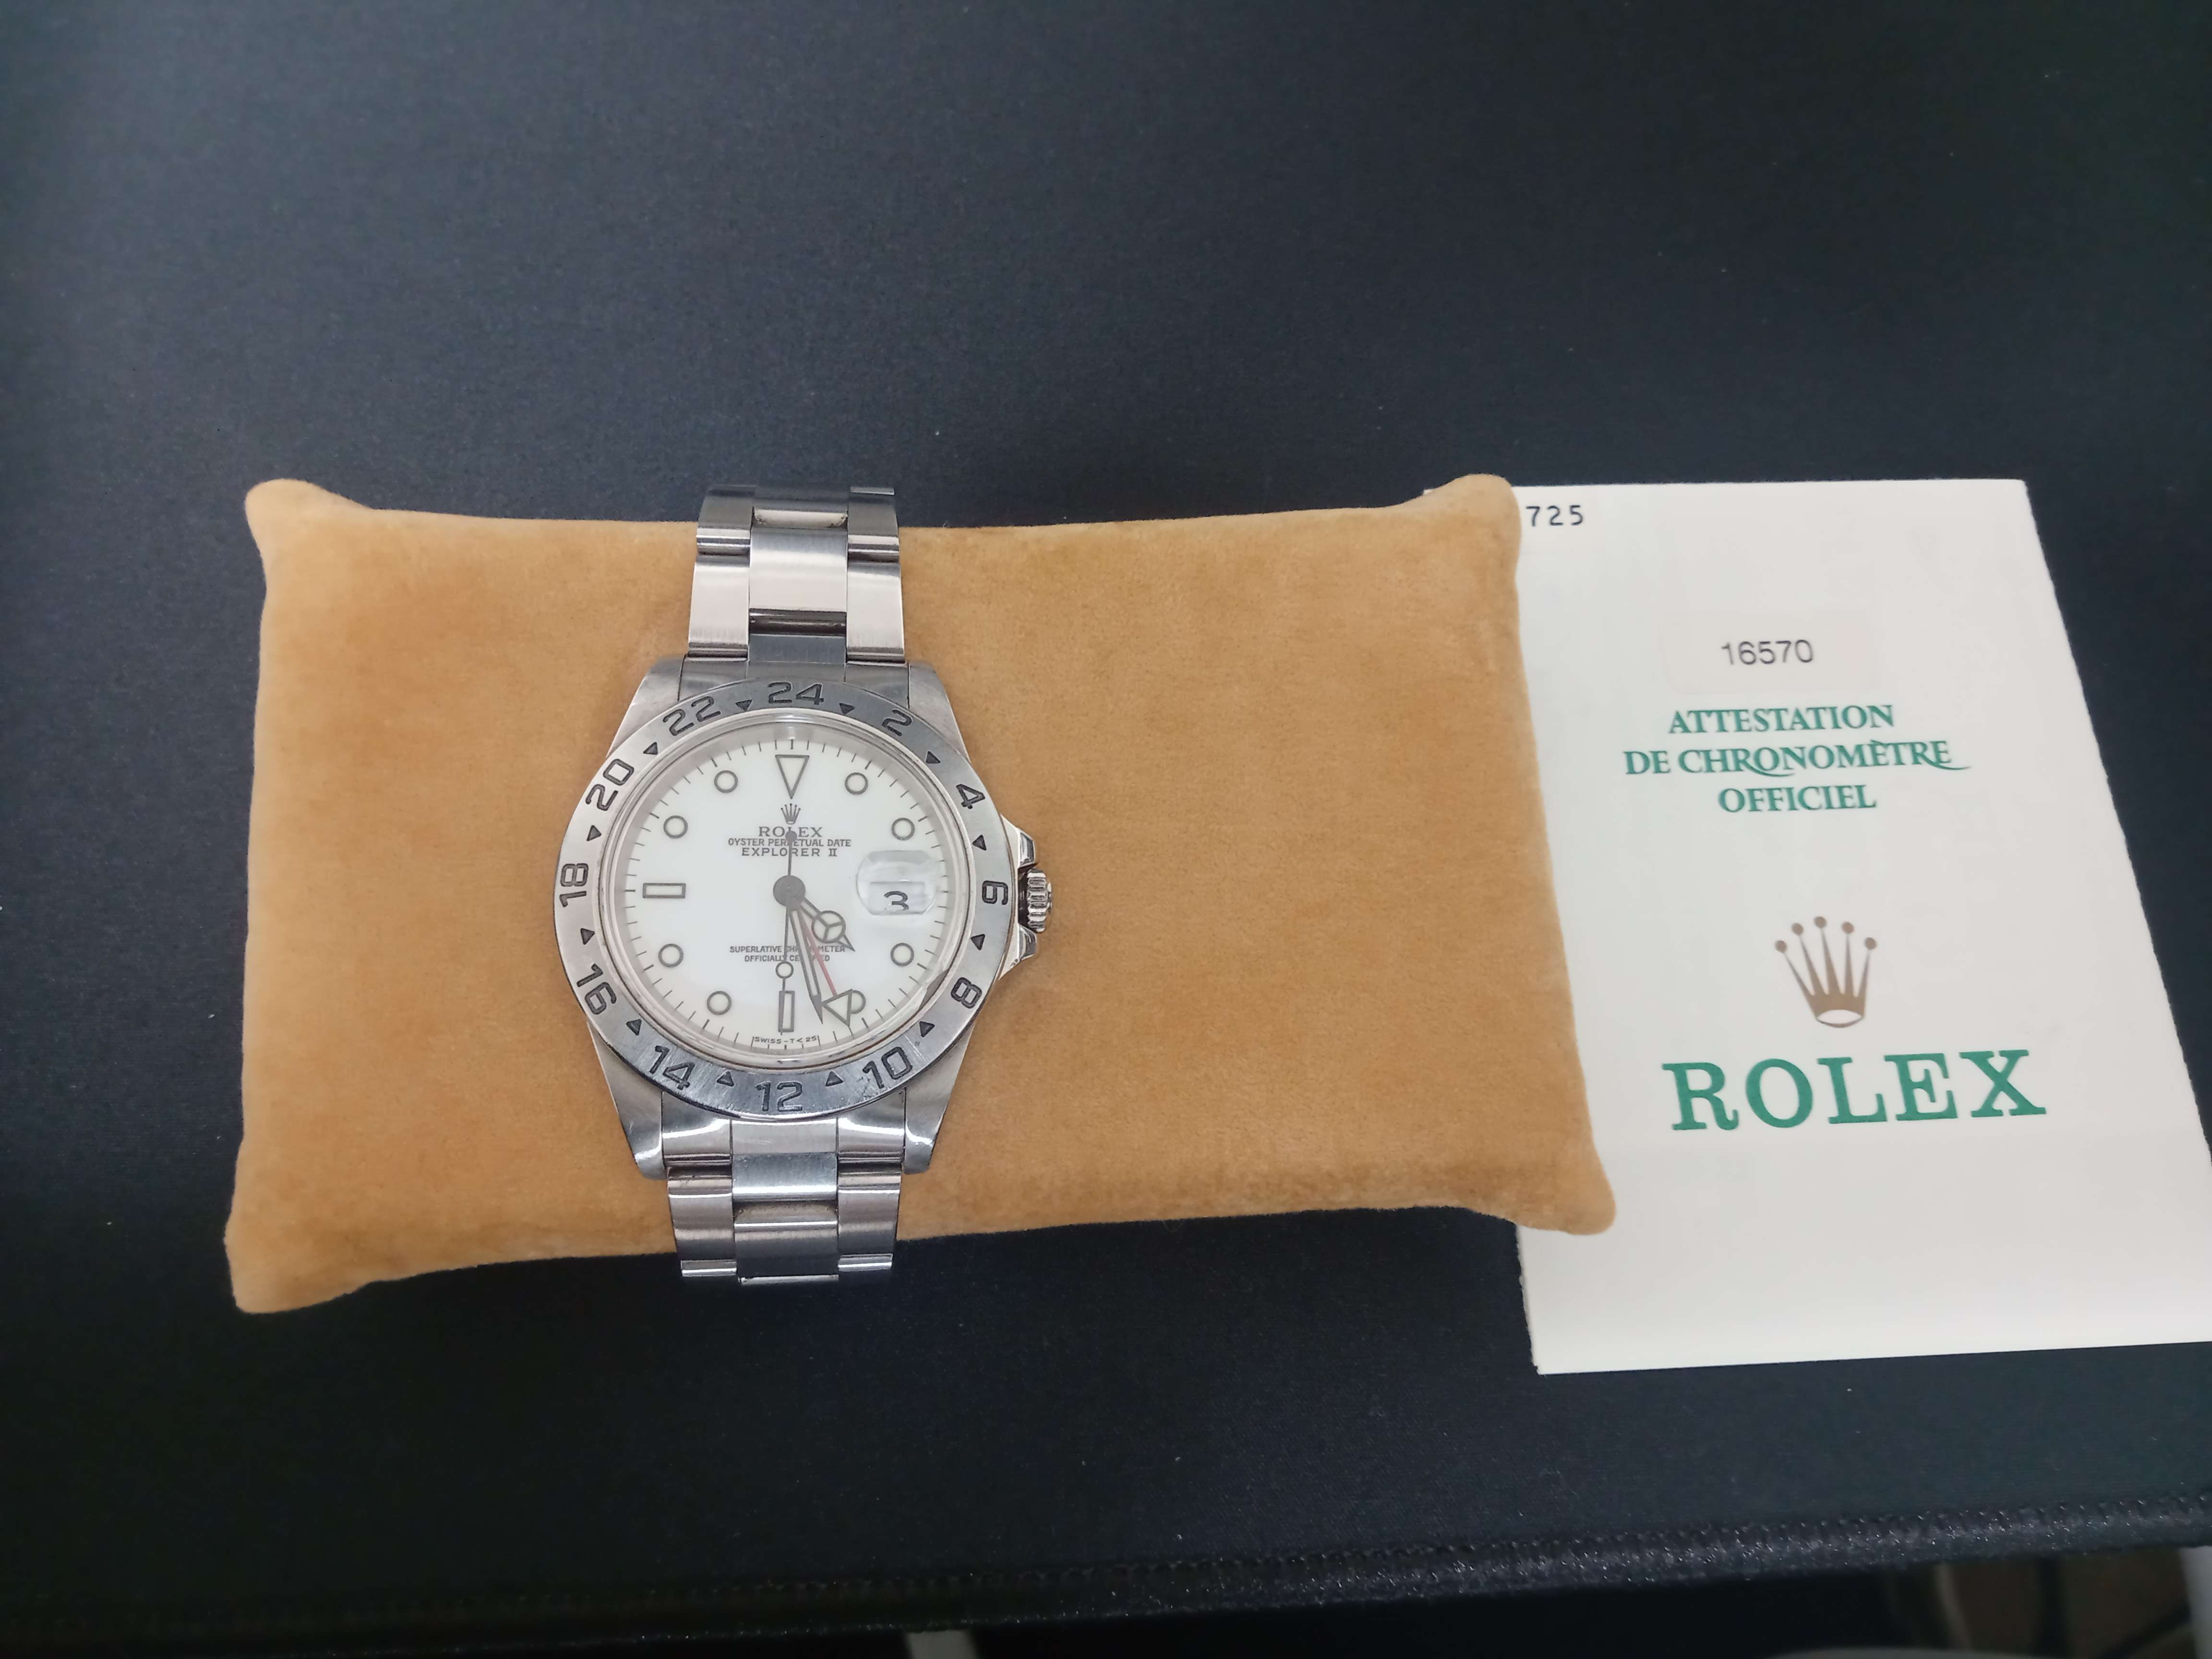 24
2
4
6
8
10
12
14
16
18
20
22
ROLEX
OYSTER PERPETUAL DATE
EXPLORER II
3
SUPERLATIVE CHRONOMETER
OFFICIALLY CERTIFIED
SWISS - T < 25
725
16570
ATTESTATION
DE CHRONOMÈTRE
OFFICIEL
ROLEX